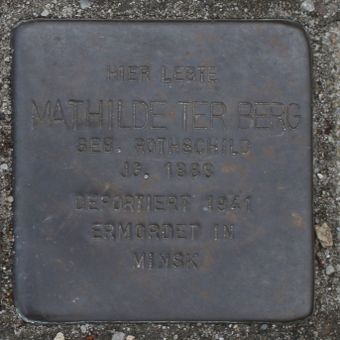 HIER LEBTE
MATHILDE TER BERG
GEB. ROTHSCHILD
JG.
DEPORTIERT 1941
ERMORDET IN
MINSK